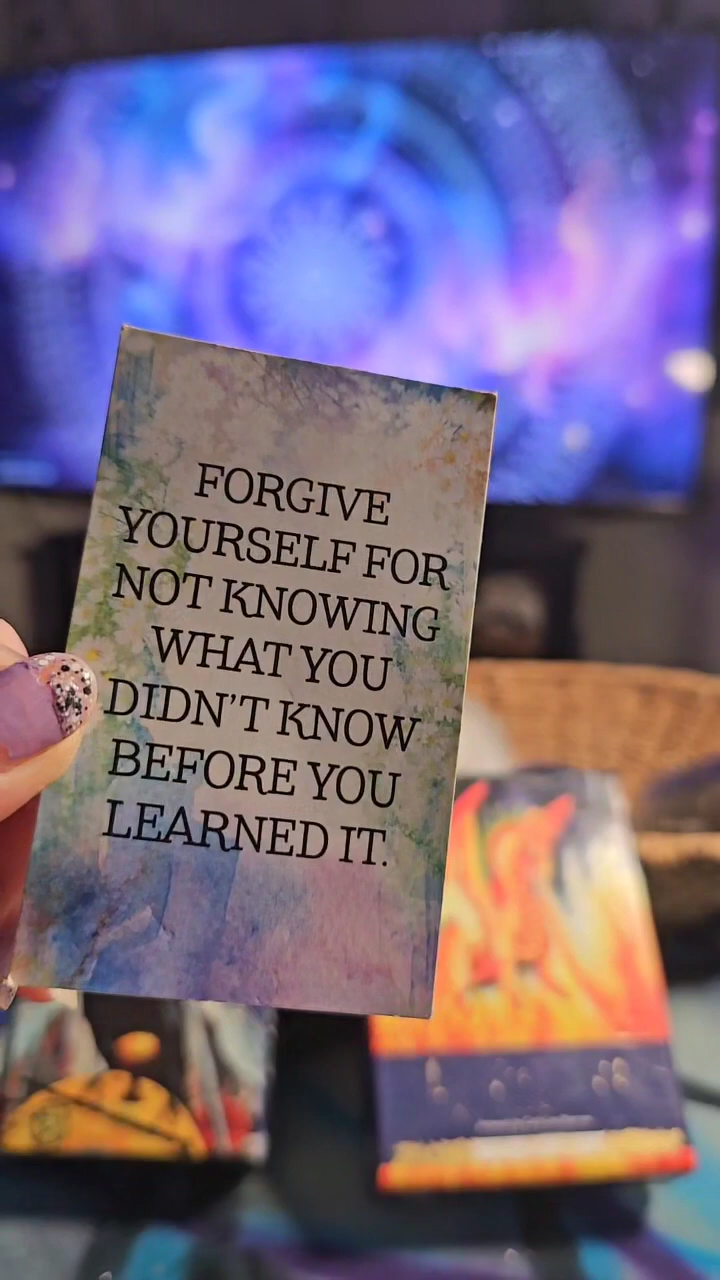 FORGIVE
YOURSELF FOR
NOT KNOWING
WHAT YOU
DIDN'T KNOW
BEFORE YOU
LEARNED IT.